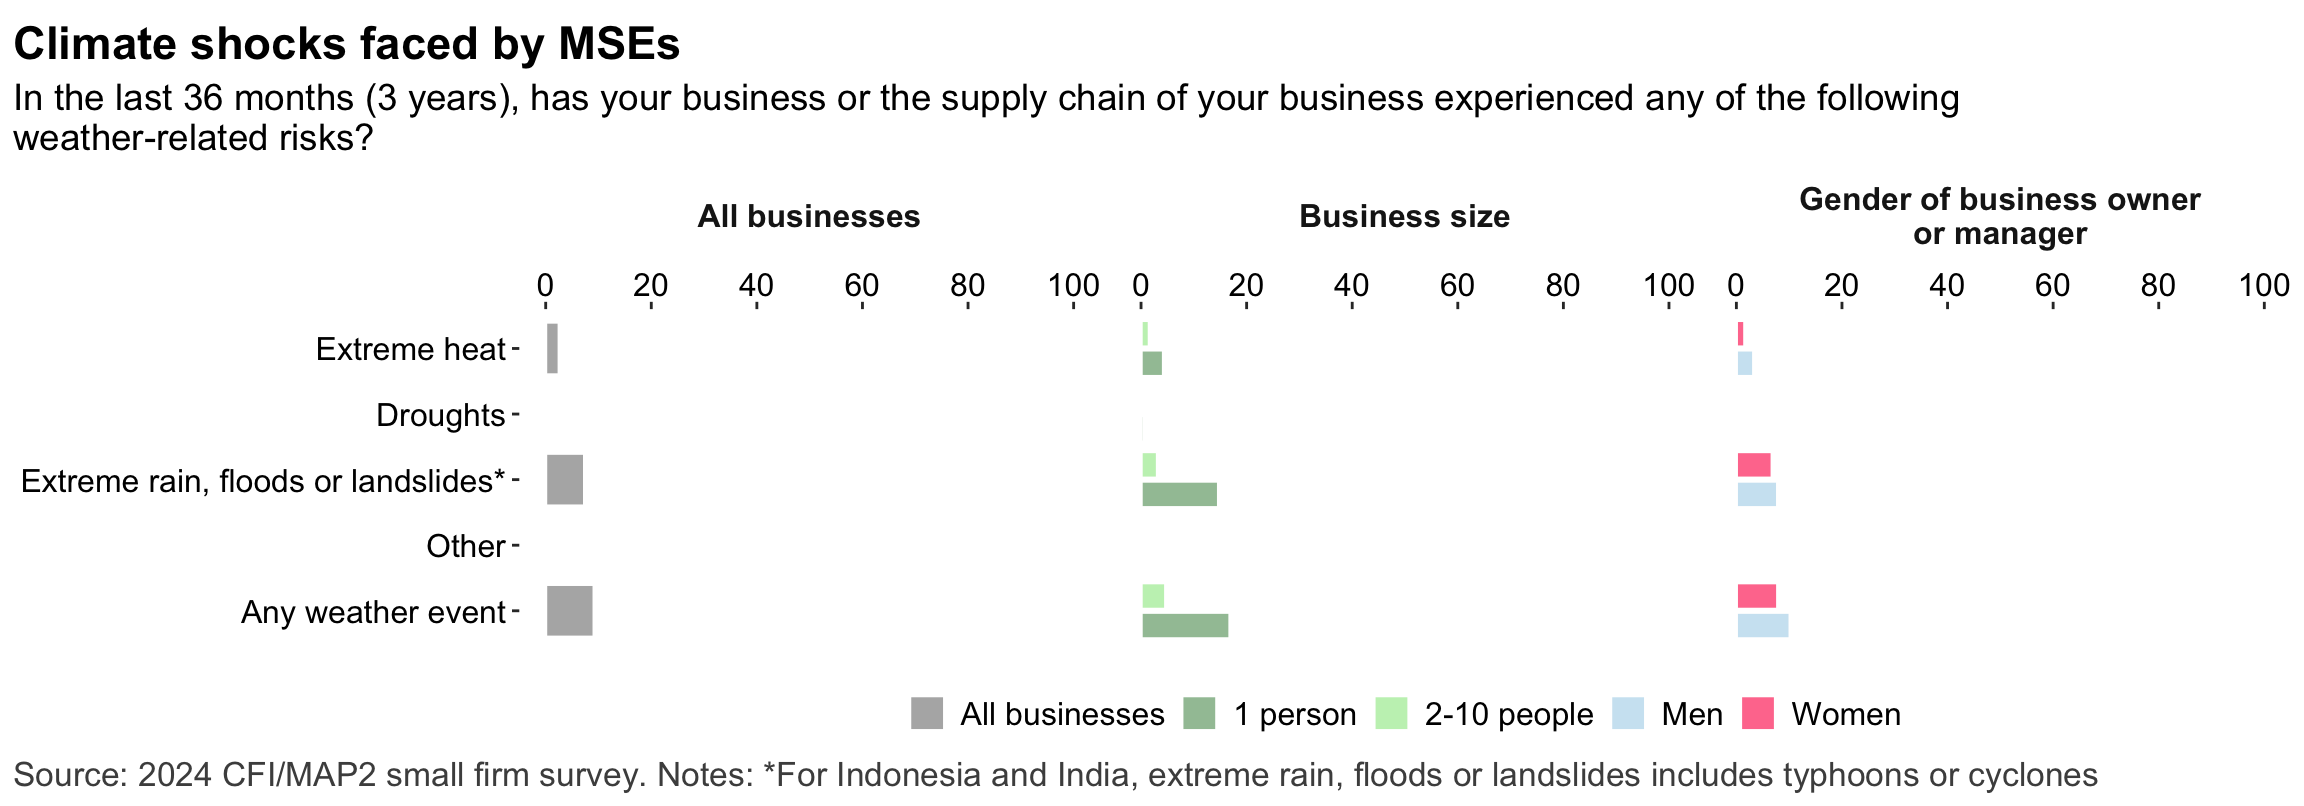 Climate shocks faced by MSEs
In the last 36 months (3 years), has your business or the supply chain of your business experienced any of the following
weather-related risks?
All businesses
Business size
Gender of business owner
or manager
0 20 40 60 80 100 0 20 40 60 80 100 0 20 40 60 80 100
Extreme heat
Droughts
Extreme rain, floods or landslides*
Other
Any weather event
All businesses 1 person 2-10 people Men Women
Source: 2024 CFI/MAP2 small firm survey. Notes: *For Indonesia and India, extreme rain, floods or landslides includes typhoons or cyclones